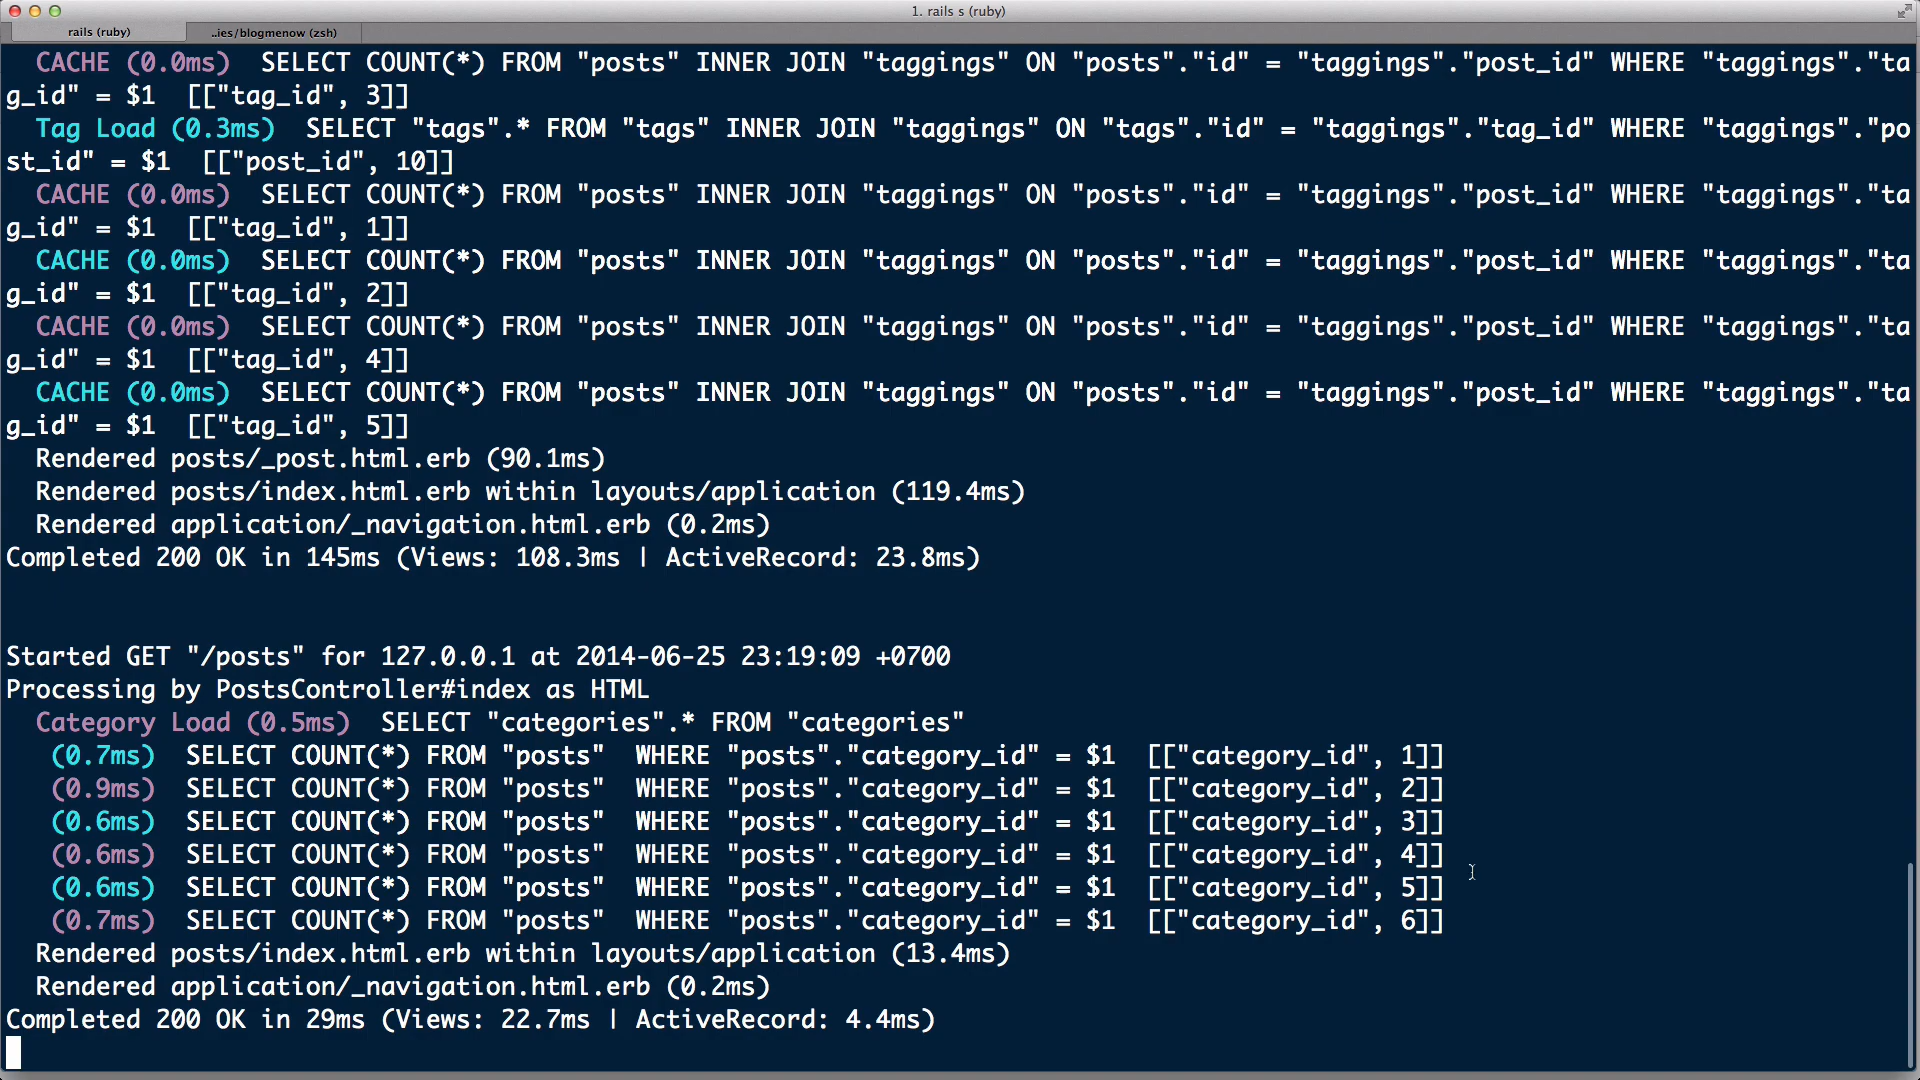 1. rails s (ruby)
rails (ruby)
..ies/blogmenow (zsh)
CACHE (0.0ms)  SELECT COUNT(*) FROM "posts" INNER JOIN "taggings" ON "posts"."id" = "taggings"."post_id" WHERE "taggings"."ta
g_id" = $1  [["tag_id", 3]]
Tag Load (0.3ms)  SELECT "tags".* FROM "tags" INNER JOIN "taggings" ON "tags"."id" = "taggings"."tag_id" WHERE "taggings"."po
st_id" = $1  [["post_id", 10]]
CACHE (0.0ms)  SELECT COUNT(*) FROM "posts" INNER JOIN "taggings" ON "posts"."id" = "taggings"."post_id" WHERE "taggings"."ta
g_id" = $1  [["tag_id", 1]]
CACHE (0.0ms)  SELECT COUNT(*) FROM "posts" INNER JOIN "taggings" ON "posts"."id" = "taggings"."post_id" WHERE "taggings"."ta
g_id" = $1  [["tag_id", 2]]
CACHE (0.0ms)  SELECT COUNT(*) FROM "posts" INNER JOIN "taggings" ON "posts"."id" = "taggings"."post_id" WHERE "taggings"."ta
g_id" = $1  [["tag_id", 4]]
CACHE (0.0ms)  SELECT COUNT(*) FROM "posts" INNER JOIN "taggings" ON "posts"."id" = "taggings"."post_id" WHERE "taggings"."ta
g_id" = $1  [["tag_id", 5]]
Rendered posts/_post.html.erb (90.1ms)
Rendered posts/index.html.erb within layouts/application (119.4ms)
Rendered application/_navigation.html.erb (0.2ms)
Completed 200 OK in 145ms (Views: 108.3ms | ActiveRecord: 23.8ms)
Started GET "/posts" for 127.0.0.1 at 2014-06-25 23:19:09 +0700
Processing by PostsController#index as HTML
Category Load (0.5ms)  SELECT "categories".* FROM "categories"
(0.7ms)  SELECT COUNT(*) FROM "posts"  WHERE "posts"."category_id" = $1  [["category_id", 1]]
(0.9ms)  SELECT COUNT(*) FROM "posts"  WHERE "posts"."category_id" = $1  [["category_id", 2]]
(0.6ms)  SELECT COUNT(*) FROM "posts"  WHERE "posts"."category_id" = $1  [["category_id", 3]]
(0.6ms)  SELECT COUNT(*) FROM "posts"  WHERE "posts"."category_id" = $1  [["category_id", 4]]
(0.6ms)  SELECT COUNT(*) FROM "posts"  WHERE "posts"."category_id" = $1  [["category_id", 5]]
(0.7ms)  SELECT COUNT(*) FROM "posts"  WHERE "posts"."category_id" = $1  [["category_id", 6]]
Rendered posts/index.html.erb within layouts/application (13.4ms)
Rendered application/_navigation.html.erb (0.2ms)
Completed 200 OK in 29ms (Views: 22.7ms | ActiveRecord: 4.4ms)